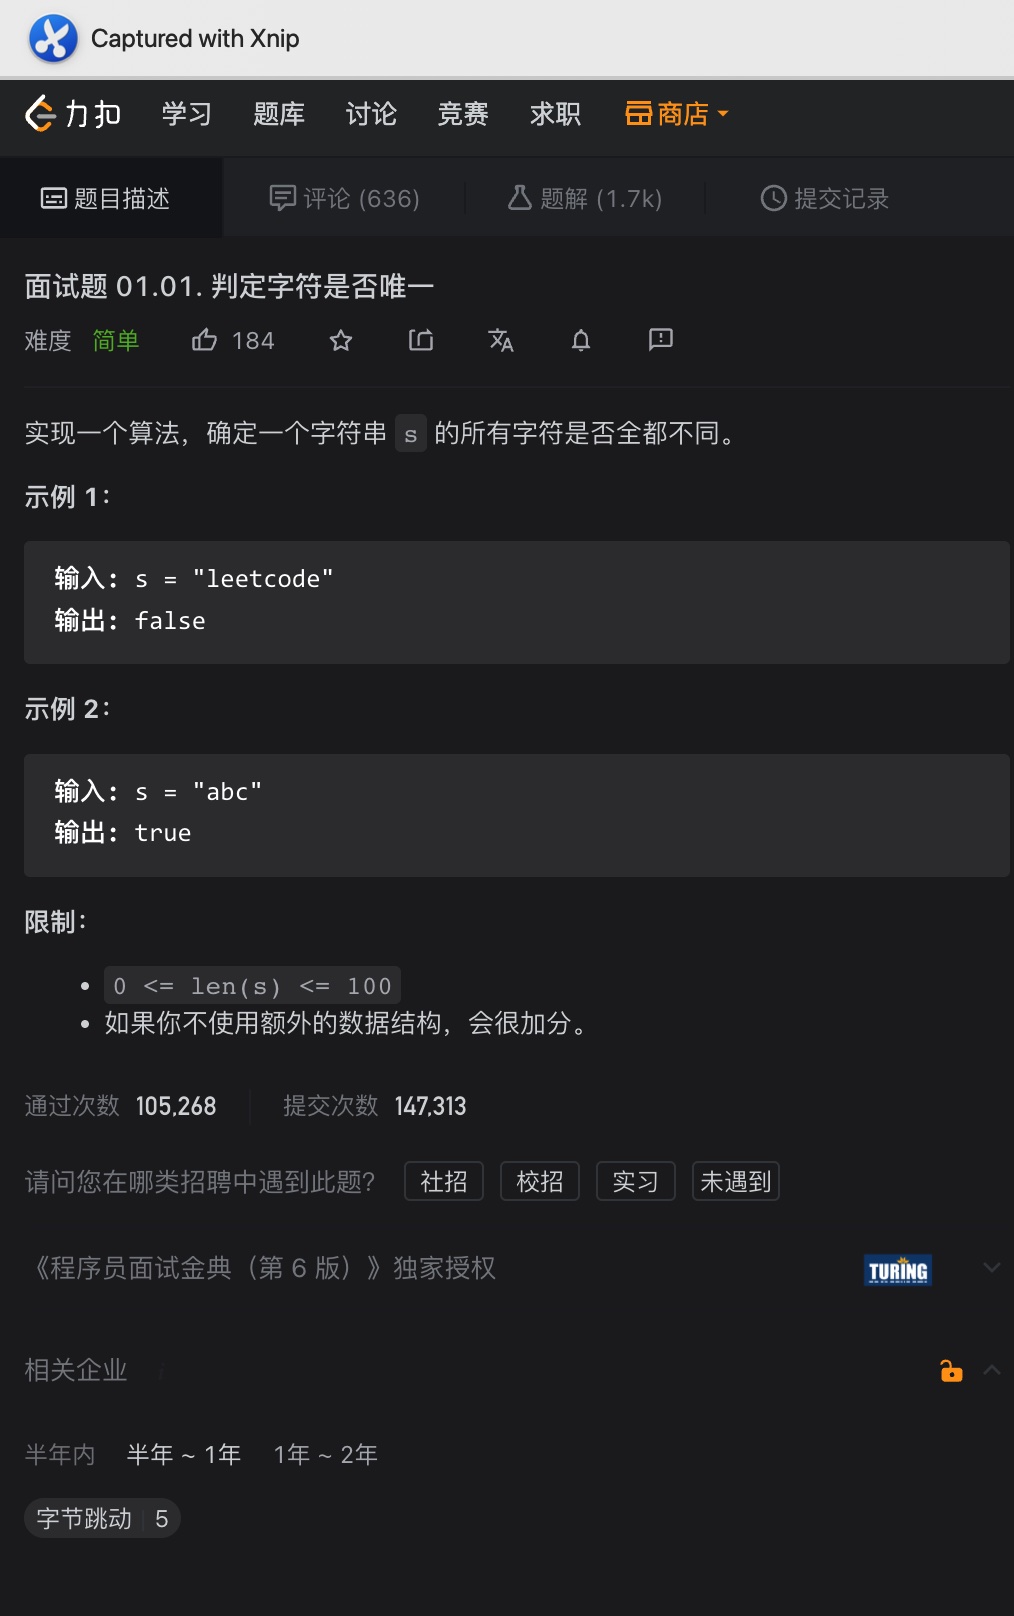 Captured with Xnip
力扣 学习 题库 讨论 竞赛 求职 商店
题目描述 评论 (636) 题解 (1.7k) 提交记录
面试题 01.01. 判定字符是否唯一
难度 简单 184
实现一个算法，确定一个字符串 s 的所有字符是否全都不同。
示例 1：
输入: s = "leetcode"
输出: false
示例 2：
输入: s = "abc"
输出: true
限制：
0 <= len(s) <= 100
如果你不使用额外的数据结构，会很加分。
通过次数 105,268 提交次数 147,313
请问您在哪类招聘中遇到此题? 社招 校招 实习 未遇到
《程序员面试金典（第 6 版）》独家授权 TURING
相关企业 i
半年内 半年 ~ 1年 1年 ~ 2年
字节跳动 5